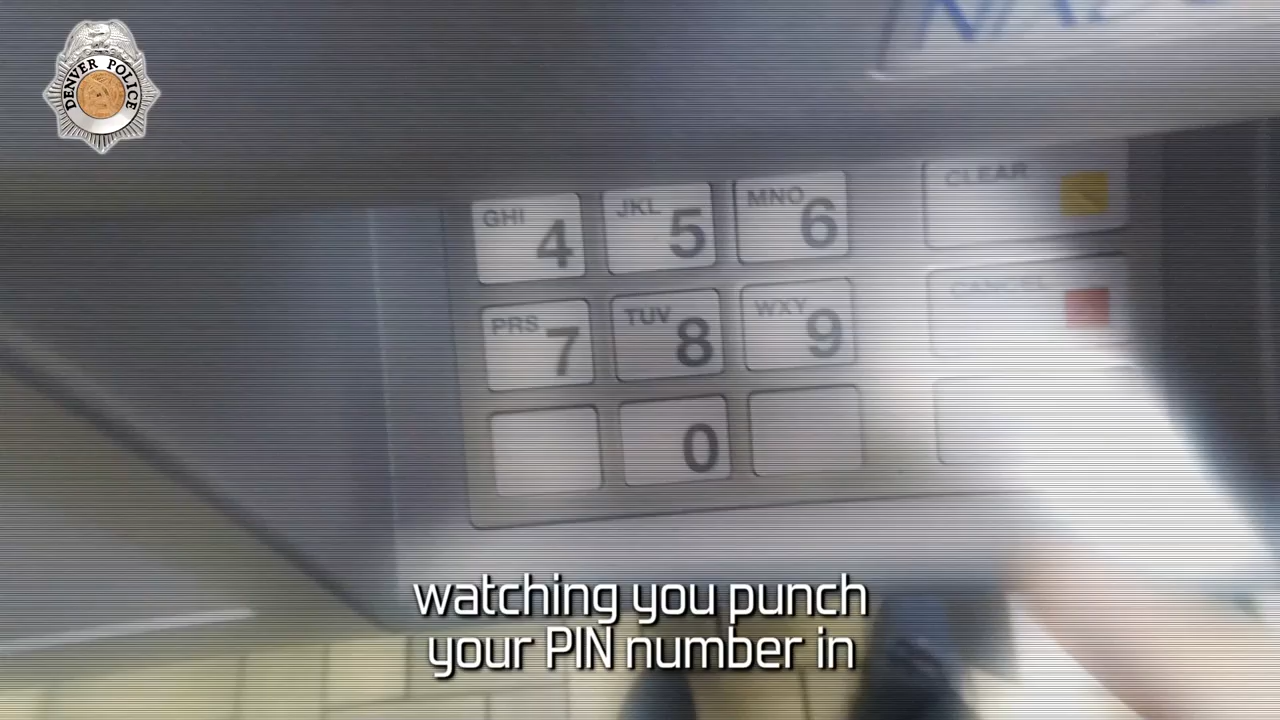 DENVER POLICE
GHI 4
JKL 5
MNO 6
CLEAR
PRS 7
TUV 8
WXY 9
CANCEL
0
watching you punch
your PIN number in